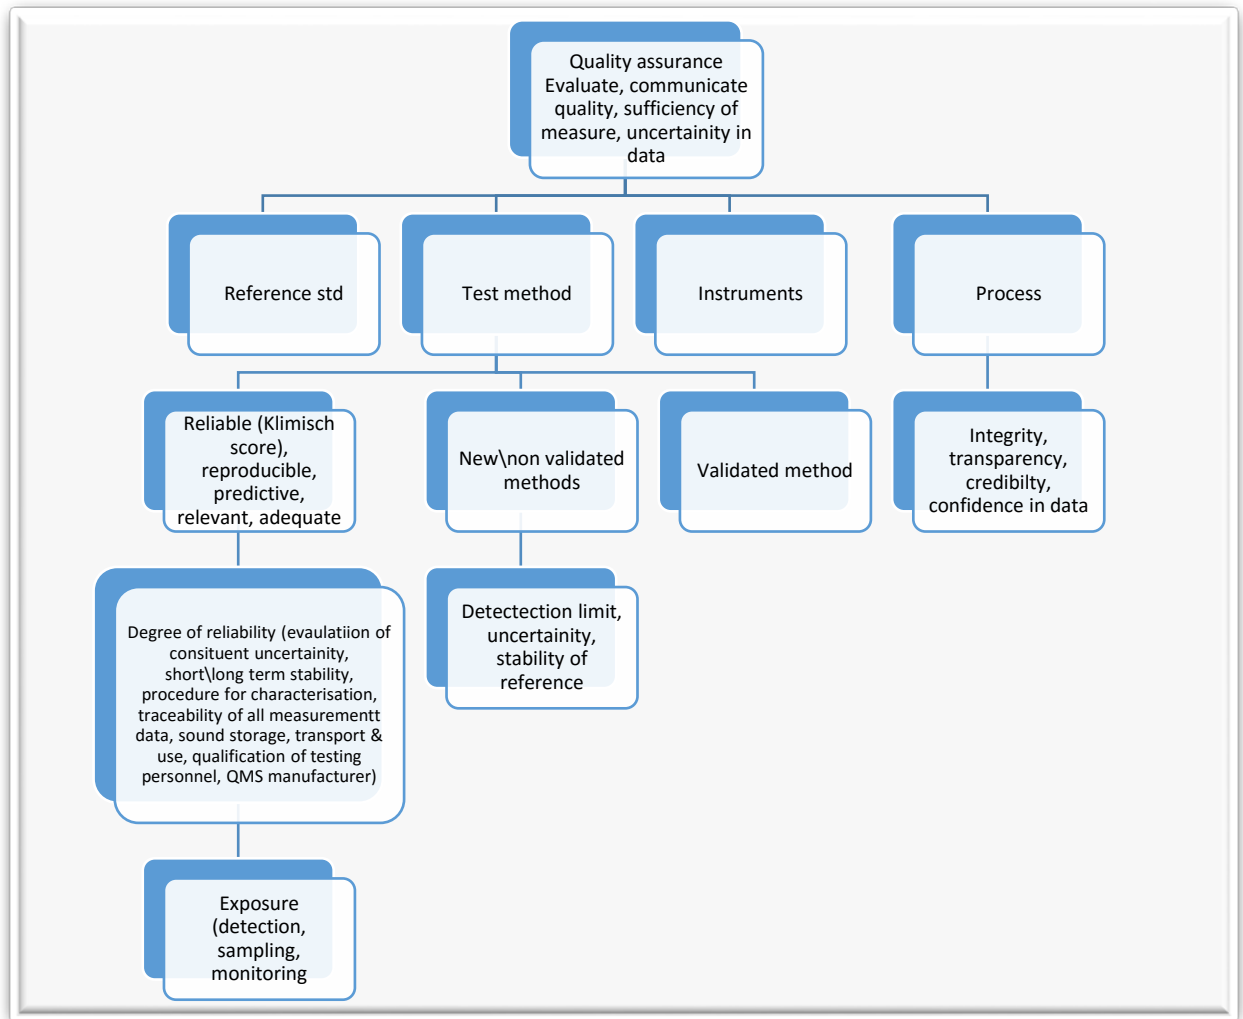 Quality assurance
Evaluate, communicate
quality, sufficiency of
measure, uncertainity in
data
Reference std
Test method
Instruments
Process
Reliable (Klimisch
score),
reproducible,
predictive,
relevant, adequate
New\non validated
methods
Validated method
Integrity,
transparency,
credibilty,
confidence in data
Degree of reliability (evaulatiion of
consituent uncertainity,
short\long term stability,
procedure for characterisation,
traceability of all measurementt
data, sound storage, transport &
use, qualification of testing
personnel, QMS manufacturer)
Detectection limit,
uncertainity,
stability of
reference
Exposure
(detection,
sampling,
monitoring